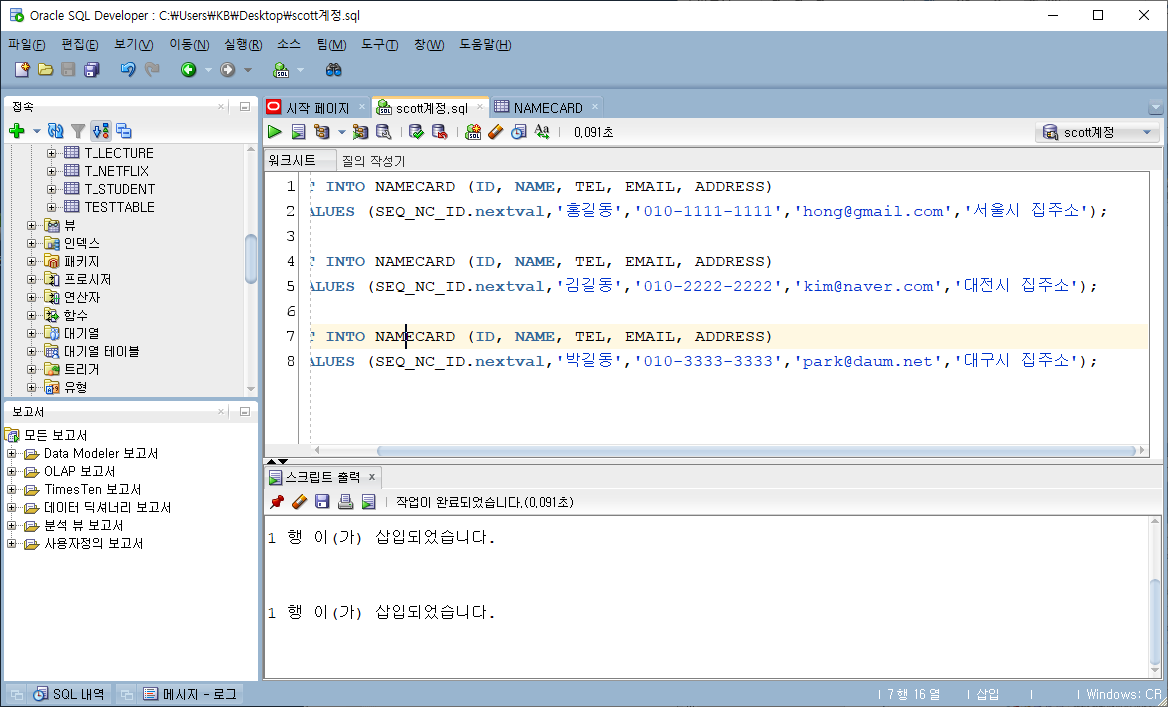 Oracle SQL Developer : C:₩Users₩KB₩Desktop₩scott계정.sql
파일(F) 편집(E) 보기(V) 이동(N) 실행(R) 소스 팀(M) 도구(T) 창(W) 도움말(H)
접속
T_LECTURE
T_NETFLIX
T_STUDENT
TESTTABLE
뷰
인덱스
패키지
프로시저
연산자
함수
대기열
대기열 테이블
트리거
유형
보고서
모든 보고서
Data Modeler 보고서
OLAP 보고서
TimesTen 보고서
데이터 딕셔너리 보고서
분석 뷰 보고서
사용자정의 보고서
시작 페이지 scott계정.sql NAMECARD
0,091초 scott계정
워크시트 질의 작성기
1 T INTO NAMECARD (ID, NAME, TEL, EMAIL, ADDRESS)
2 ALUES (SEQ_NC_ID.nextval,'홍길동','010-1111-1111','hong@gmail.com','서울시 집주소');
3
4 T INTO NAMECARD (ID, NAME, TEL, EMAIL, ADDRESS)
5 ALUES (SEQ_NC_ID.nextval,'김길동','010-2222-2222','kim@naver.com','대전시 집주소');
6
7 T INTO NAMECARD (ID, NAME, TEL, EMAIL, ADDRESS)
8 ALUES (SEQ_NC_ID.nextval,'박길동','010-3333-3333','park@daum.net','대구시 집주소');
스크립트 출력
작업이 완료되었습니다.(0,091초)
1 행 이(가) 삽입되었습니다.
1 행 이(가) 삽입되었습니다.
SQL 내역 메시지 - 로그 7 행 16 열 삽입 Windows: CR